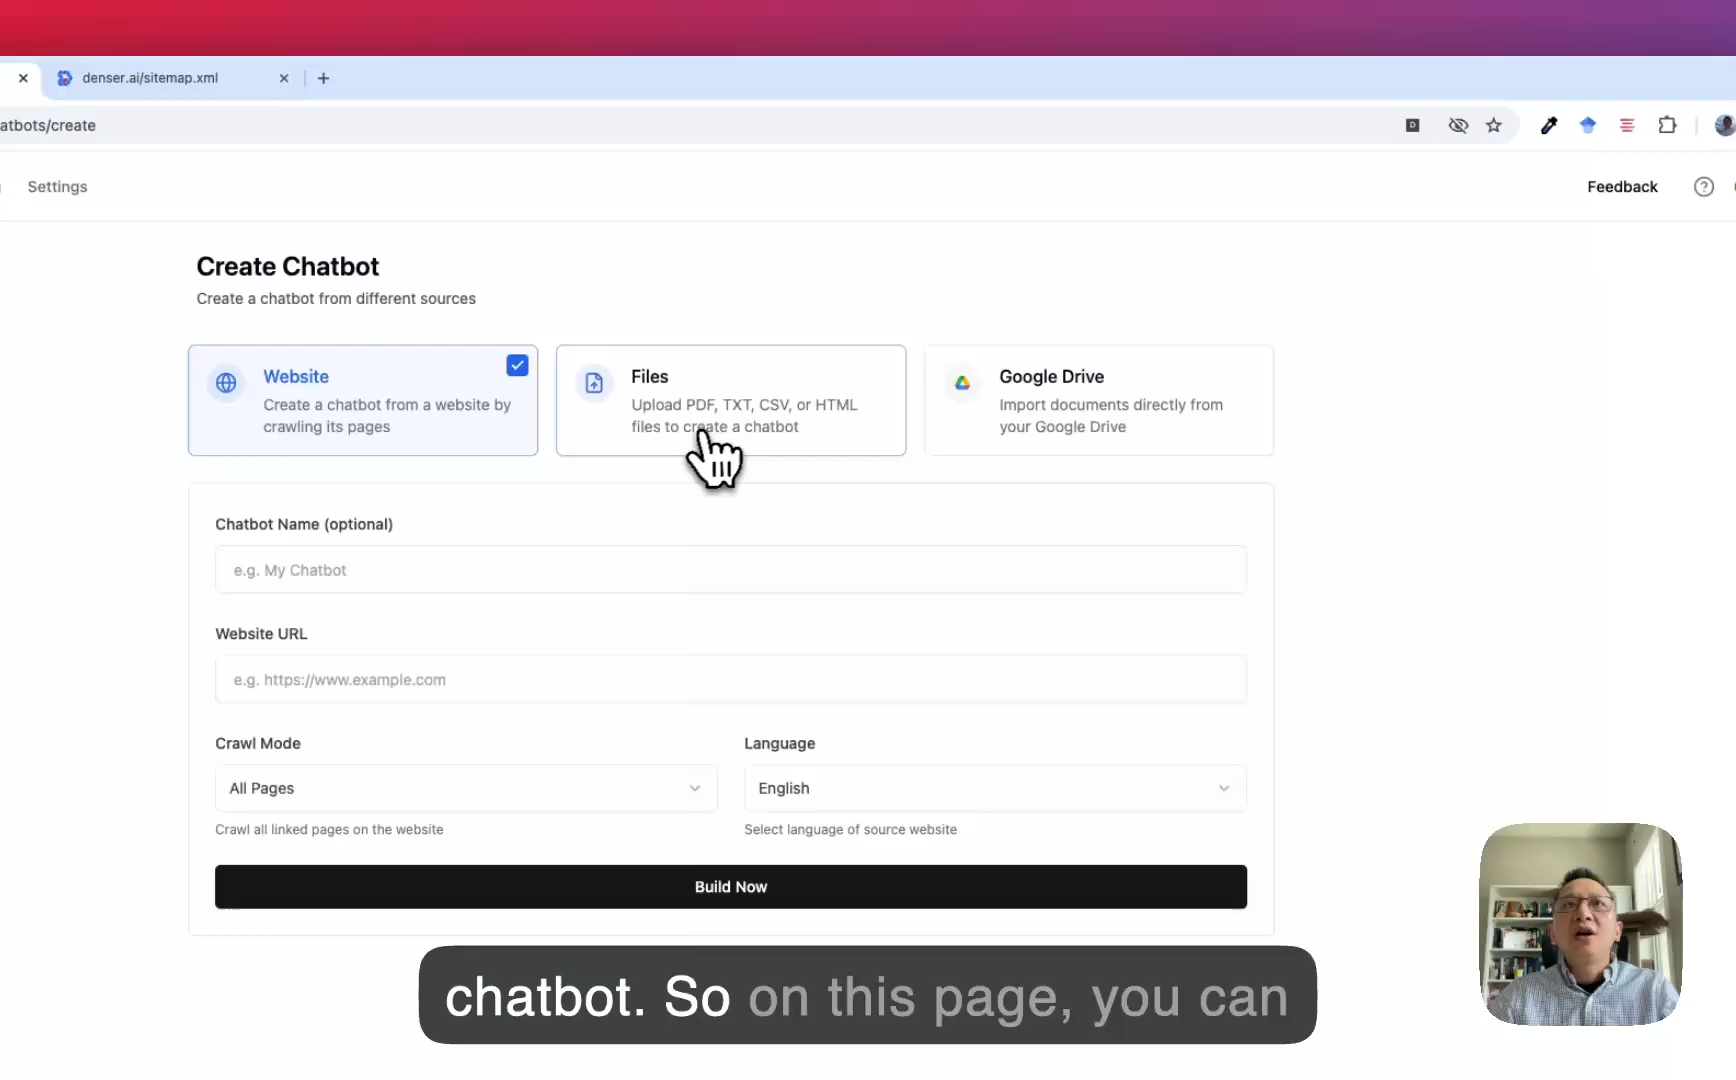 denser.ai/sitemap.xml
atbots/create
Settings
Feedback
Create Chatbot
Create a chatbot from different sources
Website
Create a chatbot from a website by
crawling its pages
Files
Upload PDF, TXT, CSV, or HTML
files to create a chatbot
Google Drive
Import documents directly from
your Google Drive
Chatbot Name (optional)
e.g. My Chatbot
Website URL
e.g. https://www.example.com
Crawl Mode
All Pages
Crawl all linked pages on the website
Language
English
Select language of source website
Build Now
chatbot. So on this page, you can